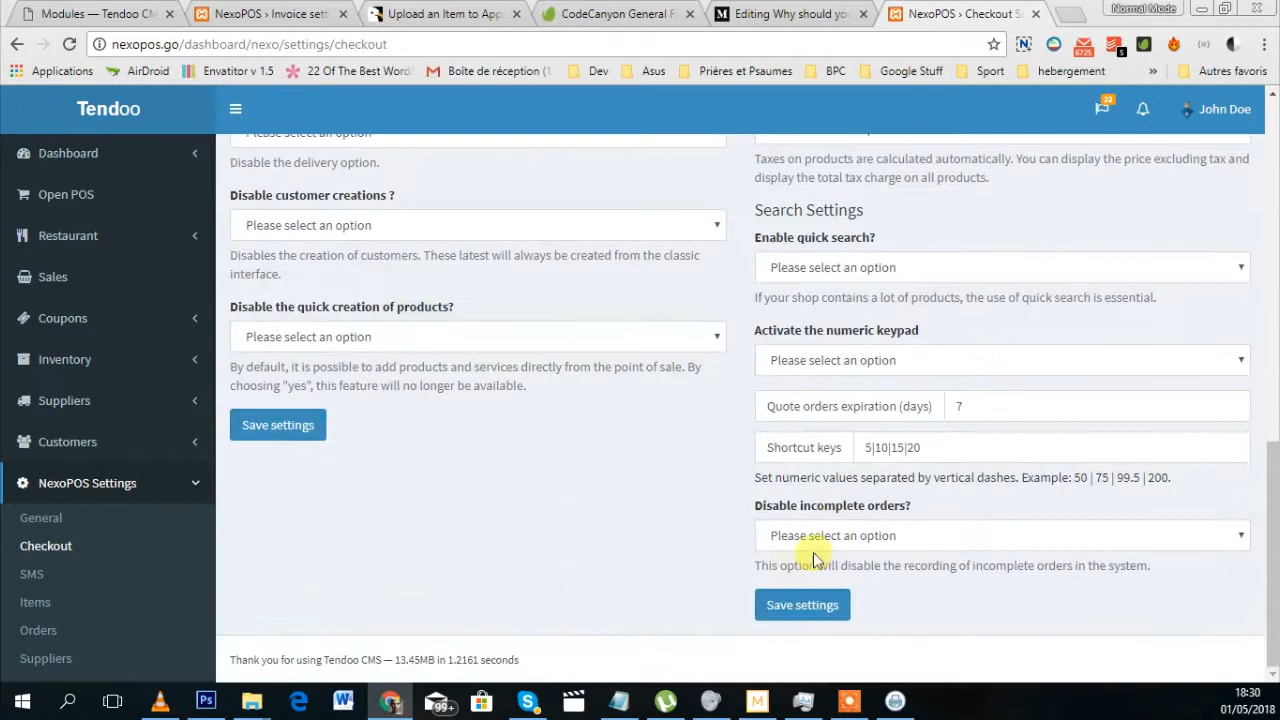 Modules — Tendoo CM
NexoPOS › Invoice sett
Upload an Item to App
CodeCanyon General F
Editing Why should yo
NexoPOS › Checkout S
Normal Mode
nexopos.go/dashboard/nexo/settings/checkout
6725
5
Applications
AirDroid
Envatitor v 1.5
22 Of The Best Word
Boîte de réception (1
Dev
Asus
Prières et Psaumes
BPC
Google Stuff
Sport
hebergement
»
Autres favoris
Tendoo
22
John Doe
Dashboard
Open POS
Restaurant
Sales
Coupons
Inventory
Suppliers
Customers
NexoPOS Settings
General
Checkout
SMS
Items
Orders
Suppliers
Please select an option
Disable the delivery option.
Disable customer creations ?
Please select an option
Disables the creation of customers. These latest will always be created from the classic
interface.
Disable the quick creation of products?
Please select an option
By default, it is possible to add products and services directly from the point of sale. By
choosing "yes", this feature will no longer be available.
Save settings
Taxes on products are calculated automatically. You can display the price excluding tax and
display the total tax charge on all products.
Search Settings
Enable quick search?
Please select an option
If your shop contains a lot of products, the use of quick search is essential.
Activate the numeric keypad
Please select an option
Quote orders expiration (days) 7
Shortcut keys 5|10|15|20
Set numeric values separated by vertical dashes. Example: 50 | 75 | 99.5 | 200.
Disable incomplete orders?
Please select an option
This option will disable the recording of incomplete orders in the system.
Save settings
Thank you for using Tendoo CMS — 13.45MB in 1.2161 seconds
99+
18:30
01/05/2018